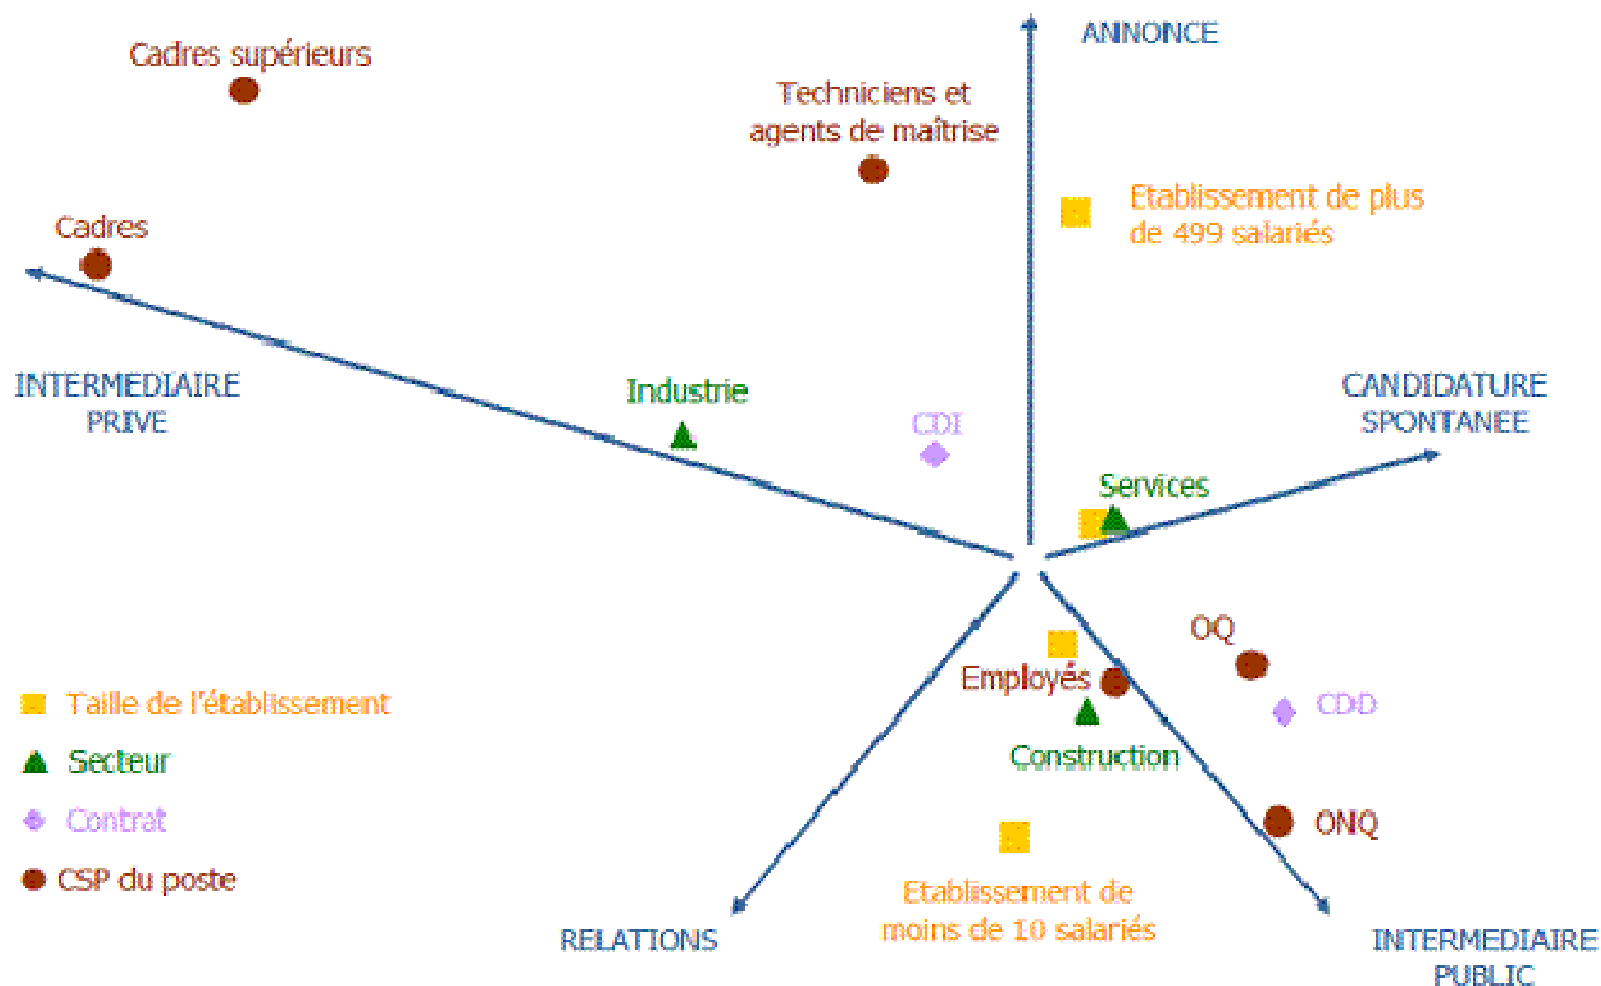 Cadres supérieurs
ANNONCE
Techniciens et
agents de maîtrise
Etablissement de plus
de 499 salariés
Cadres
INTERMEDIAIRE
PRIVE
Industrie
CDI
CANDIDATURE
SPONTANEE
Services
OQ
Employés
CDD
Construction
ONQ
Taille de l'établissement
Secteur
Contrat
CSP du poste
Etablissement de
moins de 10 salariés
RELATIONS
INTERMEDIAIRE
PUBLIC